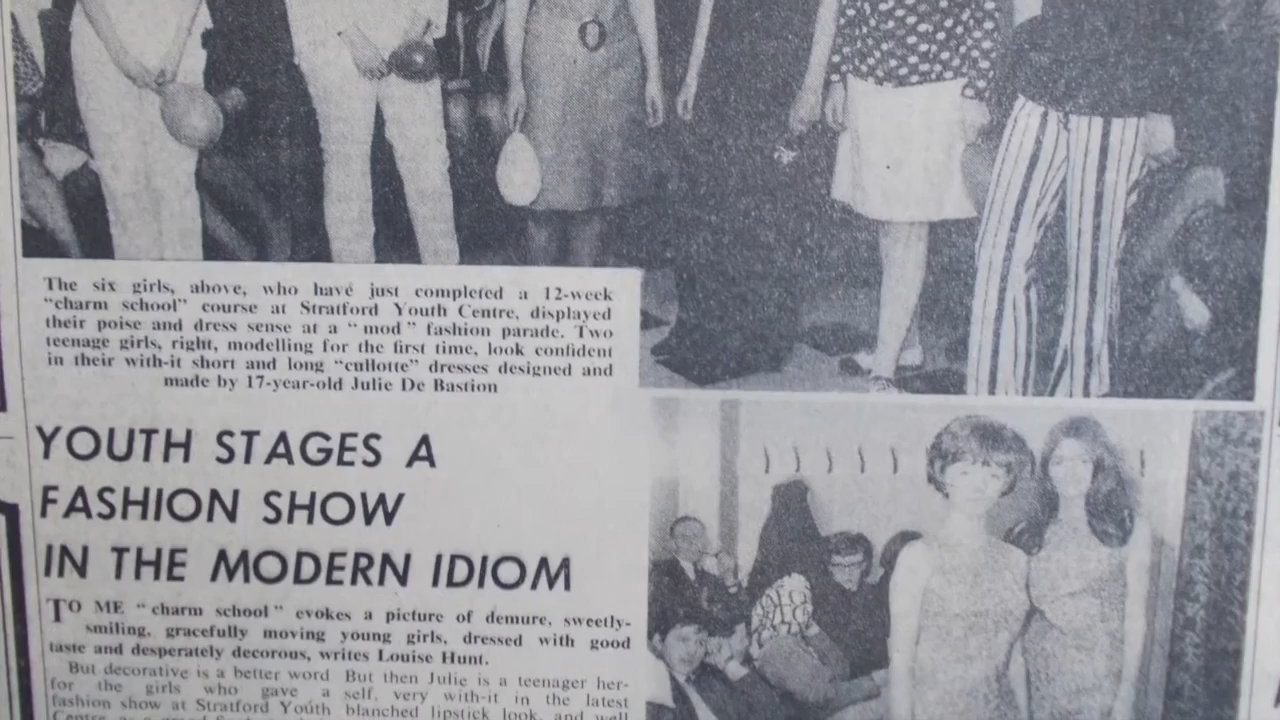 The six girls, above, who have just completed a 12-week
"charm school" course at Stratford Youth Centre, displayed
their poise and dress sense at a "mod" fashion parade. Two
teenage girls, right, modelling for the first time, look confident
in their with-it short and long "cullotte" dresses designed and
made by 17-year-old Julie De Bastion
YOUTH STAGES A
FASHION SHOW
IN THE MODERN IDIOM
TO ME "charm school" evokes a picture of demure, sweetly-
smiling, gracefully moving young girls, dressed with good
taste and desperately decorous, writes Louise Hunt.
But decorative is a better word
for the girls who gave a
fashion show at Stratford Youth
But then Julie is a teenager her-
self, very with-it in the latest
blanched lipstick look, and well